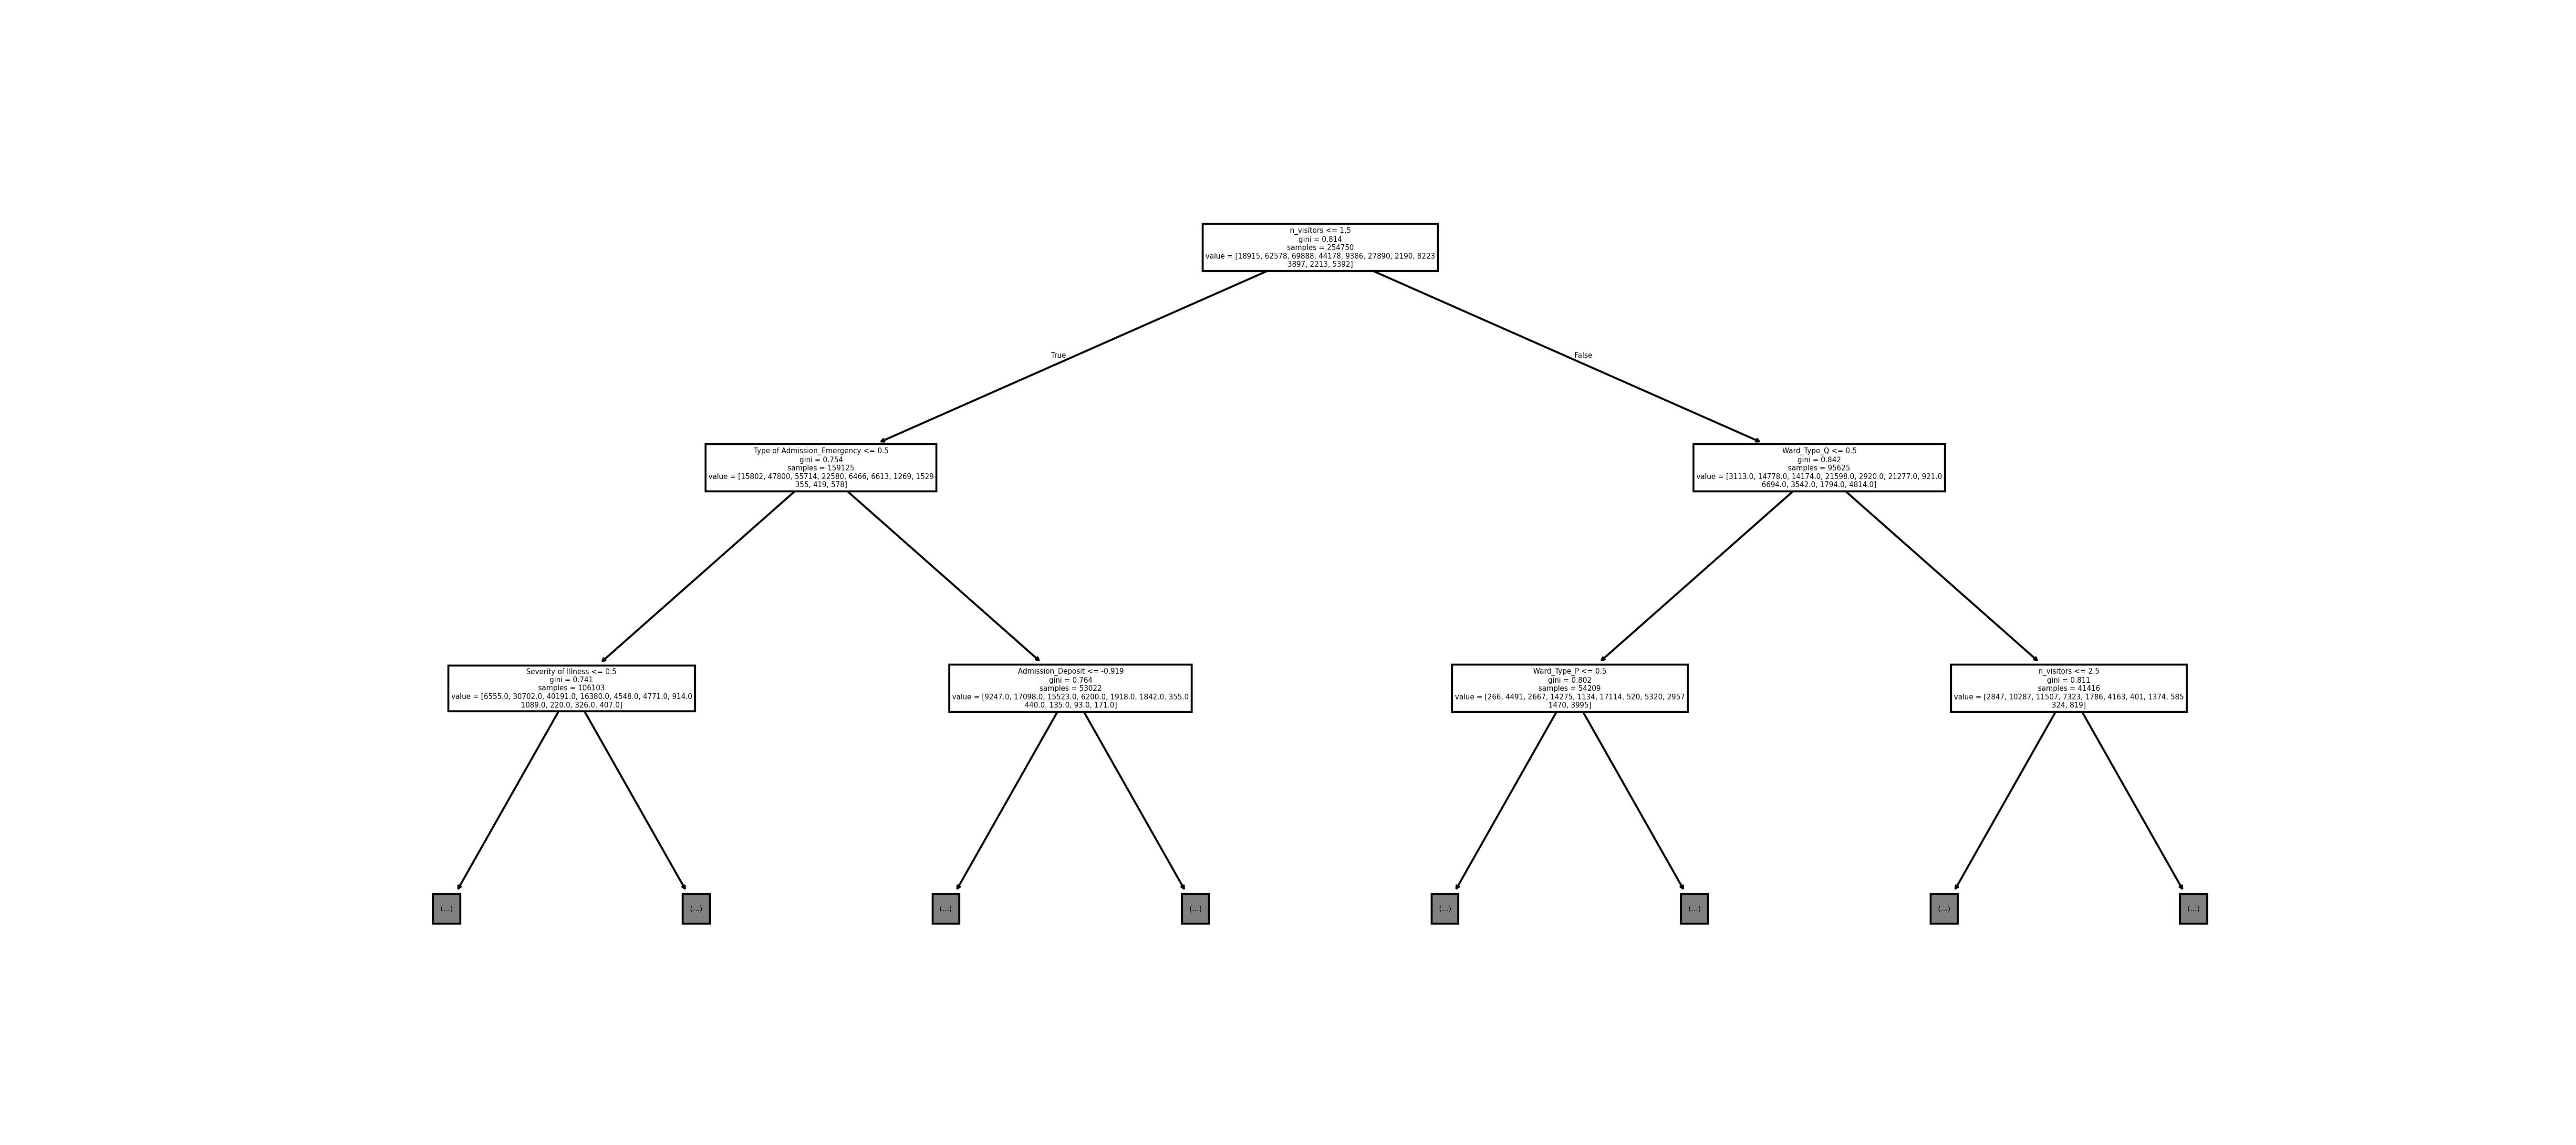 n_visitors <= 1.5
gini = 0.814
samples = 254750
value = [18915, 62578, 69888, 44178, 9386, 27890, 2190, 8223
3897, 2213, 5392]
True
False
Type of Admission_Emergency <= 0.5
gini = 0.754
samples = 159125
value = [15802, 47800, 55714, 22580, 6466, 6613, 1269, 1529
355, 419, 578]
Ward_Type_Q <= 0.5
gini = 0.842
samples = 95625
value = [3113.0, 14778.0, 14174.0, 21598.0, 2920.0, 21277.0, 921.0
6694.0, 3542.0, 1794.0, 4814.0]
Severity of Illness <= 0.5
gini = 0.741
samples = 106103
value = [6555.0, 30702.0, 40191.0, 16380.0, 4548.0, 4771.0, 914.0
1089.0, 220.0, 326.0, 407.0]
Admission_Deposit <= -0.919
gini = 0.764
samples = 53022
value = [9247.0, 17098.0, 15523.0, 6200.0, 1918.0, 1842.0, 355.0
440.0, 135.0, 93.0, 171.0]
Ward_Type_P <= 0.5
gini = 0.802
samples = 54209
value = [266, 4491, 2667, 14275, 1134, 17114, 520, 5320, 2957
1470, 3995]
n_visitors <= 2.5
gini = 0.811
samples = 41416
value = [2847, 10287, 11507, 7323, 1786, 4163, 401, 1374, 585
324, 819]
(...)
(...)
(...)
(...)
(...)
(...)
(...)
(...)